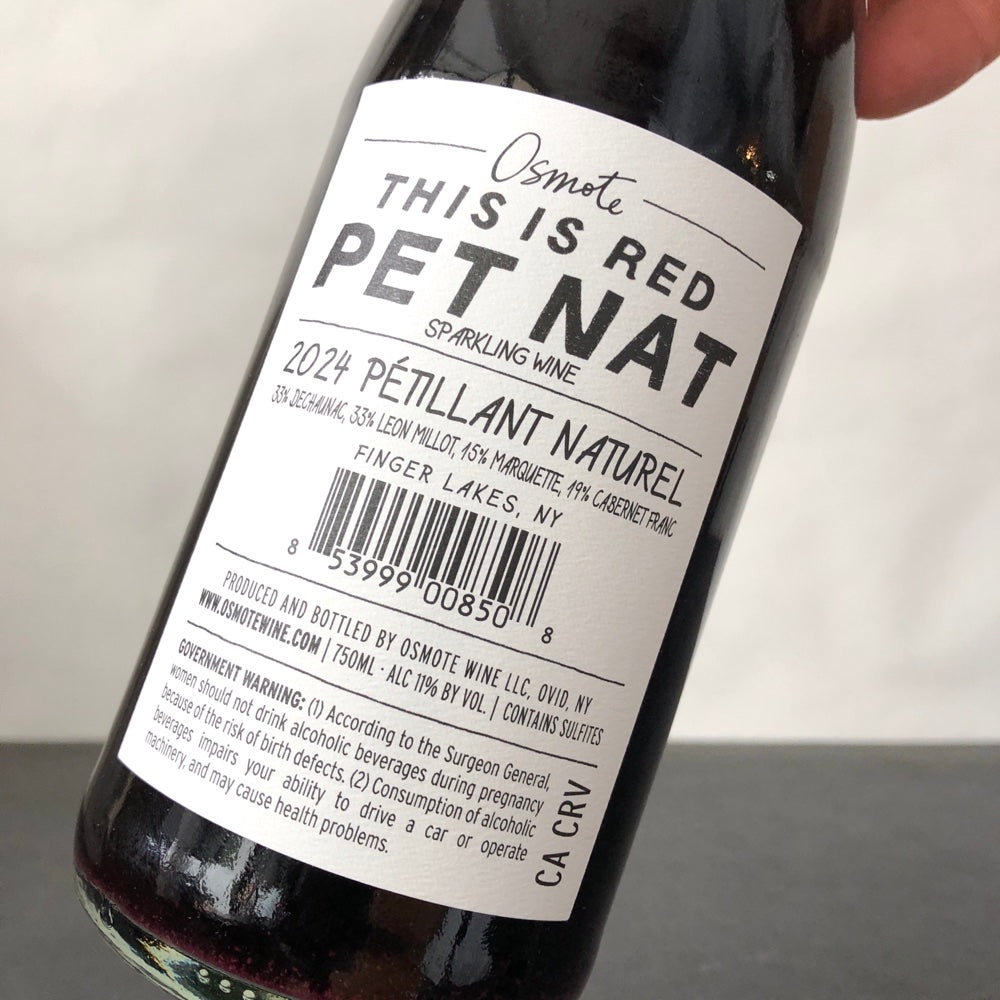 Osmote
THIS IS RED
PET NAT
SPARKLING WINE
2024 PÉTILLANT NATUREL
33% DECHAUNAC, 33% LEON MILLOT, 15% MARQUETTE, 19% CABERNET FRANC
FINGER LAKES, NY
8 53999 00850 8
PRODUCED AND BOTTLED BY OSMOTE WINE LLC, OVID, NY
WWW.OSMOTEWINE.COM | 750ML · ALC 11% BY VOL. | CONTAINS SULFITES
GOVERNMENT WARNING: (1) According to the Surgeon General,
women should not drink alcoholic beverages during pregnancy
because of the risk of birth defects. (2) Consumption of alcoholic
beverages impairs your ability to drive a car or operate
machinery, and may cause health problems.
CA CRV